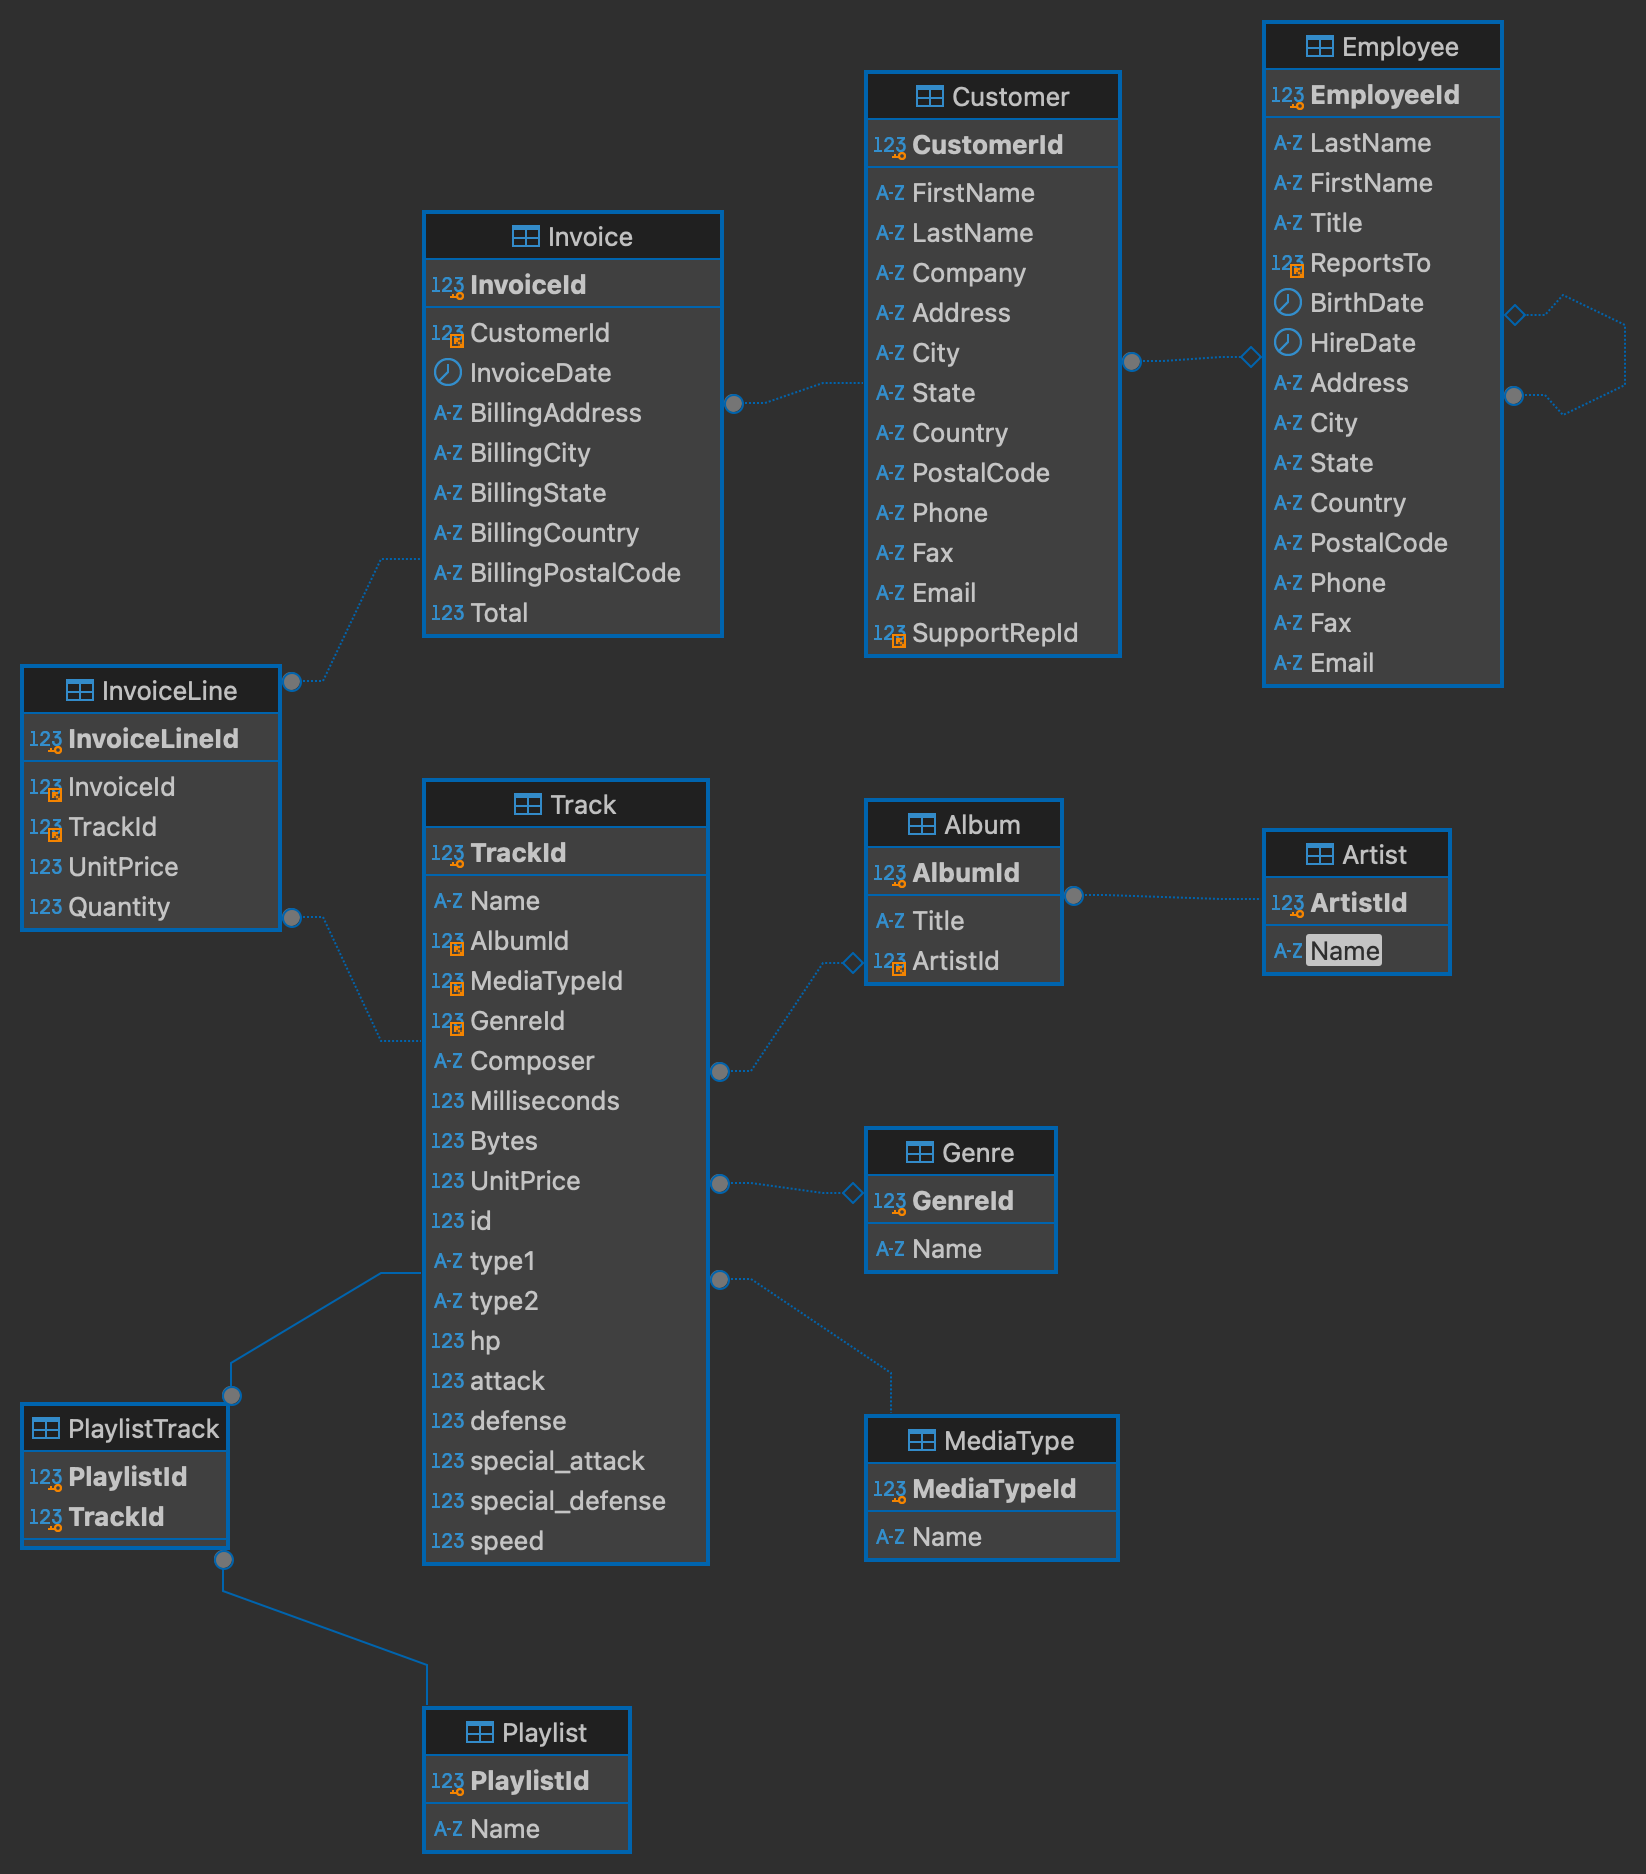 Employee
123 EmployeeId
A-Z LastName
A-Z FirstName
A-Z Title
123 ReportsTo
BirthDate
HireDate
A-Z Address
A-Z City
A-Z State
A-Z Country
A-Z PostalCode
A-Z Phone
A-Z Fax
A-Z Email
Customer
123 CustomerId
A-Z FirstName
A-Z LastName
A-Z Company
A-Z Address
A-Z City
A-Z State
A-Z Country
A-Z PostalCode
A-Z Phone
A-Z Fax
A-Z Email
123 SupportRepId
Invoice
123 InvoiceId
123 CustomerId
InvoiceDate
A-Z BillingAddress
A-Z BillingCity
A-Z BillingState
A-Z BillingCountry
A-Z BillingPostalCode
123 Total
InvoiceLine
123 InvoiceLineId
123 InvoiceId
123 TrackId
123 UnitPrice
123 Quantity
Track
123 TrackId
A-Z Name
123 AlbumId
123 MediaTypeId
123 GenreId
A-Z Composer
123 Milliseconds
123 Bytes
123 UnitPrice
123 id
A-Z type1
A-Z type2
123 hp
123 attack
123 defense
123 special_attack
123 special_defense
123 speed
Album
123 AlbumId
A-Z Title
123 ArtistId
Artist
123 ArtistId
A-Z Name
Genre
123 GenreId
A-Z Name
MediaType
123 MediaTypeId
A-Z Name
PlaylistTrack
123 PlaylistId
123 TrackId
Playlist
123 PlaylistId
A-Z Name